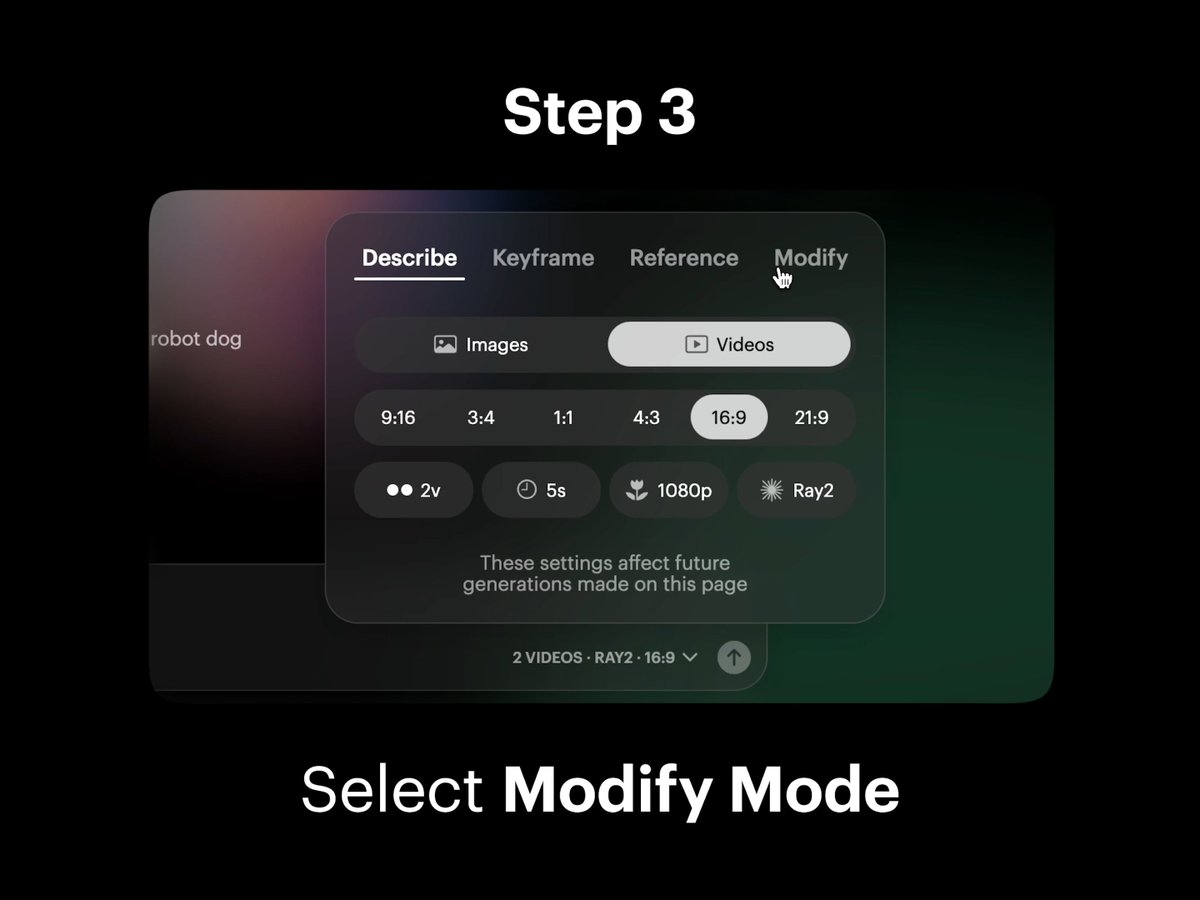 Step 3
Describe Keyframe Reference Modify
robot dog
Images Videos
9:16 3:4 1:1 4:3 16:9 21:9
2v 5s 1080p Ray2
These settings affect future
generations made on this page
2 VIDEOS · RAY2 · 16:9
Select Modify Mode